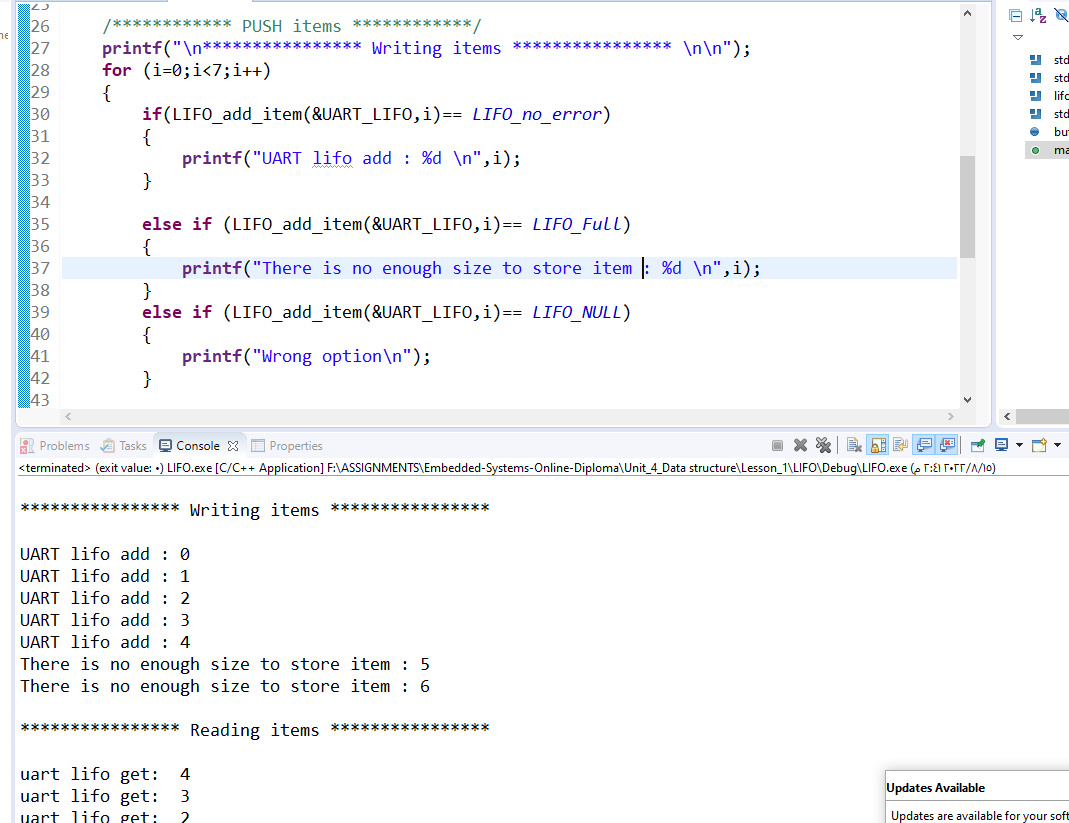 25
26 /************ PUSH items ************/
27 printf("\n**************** Writing items **************** \n\n");
28 for (i=0;i<7;i++)
29 {
30 if(LIFO_add_item(&UART_LIFO,i)== LIFO_no_error)
31 {
32 printf("UART lifo add : %d \n",i);
33 }
34
35 else if (LIFO_add_item(&UART_LIFO,i)== LIFO_Full)
36 {
37 printf("There is no enough size to store item : %d \n",i);
38 }
39 else if (LIFO_add_item(&UART_LIFO,i)== LIFO_NULL)
40 {
41 printf("Wrong option\n");
42 }
43
std
std
lifo
std
bu
ma
Problems Tasks Console Properties
<terminated> (exit value: ٠) LIFO.exe [C/C++ Application] F:\ASSIGNMENTS\Embedded-Systems-Online-Diploma\Unit_4_Data structure\Lesson_1\LIFO\Debug\LIFO.exe (٢٠٢٢/٨/١٥ ٢:٤١ م)
**************** Writing items ****************
UART lifo add : 0
UART lifo add : 1
UART lifo add : 2
UART lifo add : 3
UART lifo add : 4
There is no enough size to store item : 5
There is no enough size to store item : 6
**************** Reading items ****************
uart lifo get: 4
uart lifo get: 3
uart lifo get: 2
Updates Available
Updates are available for your soft